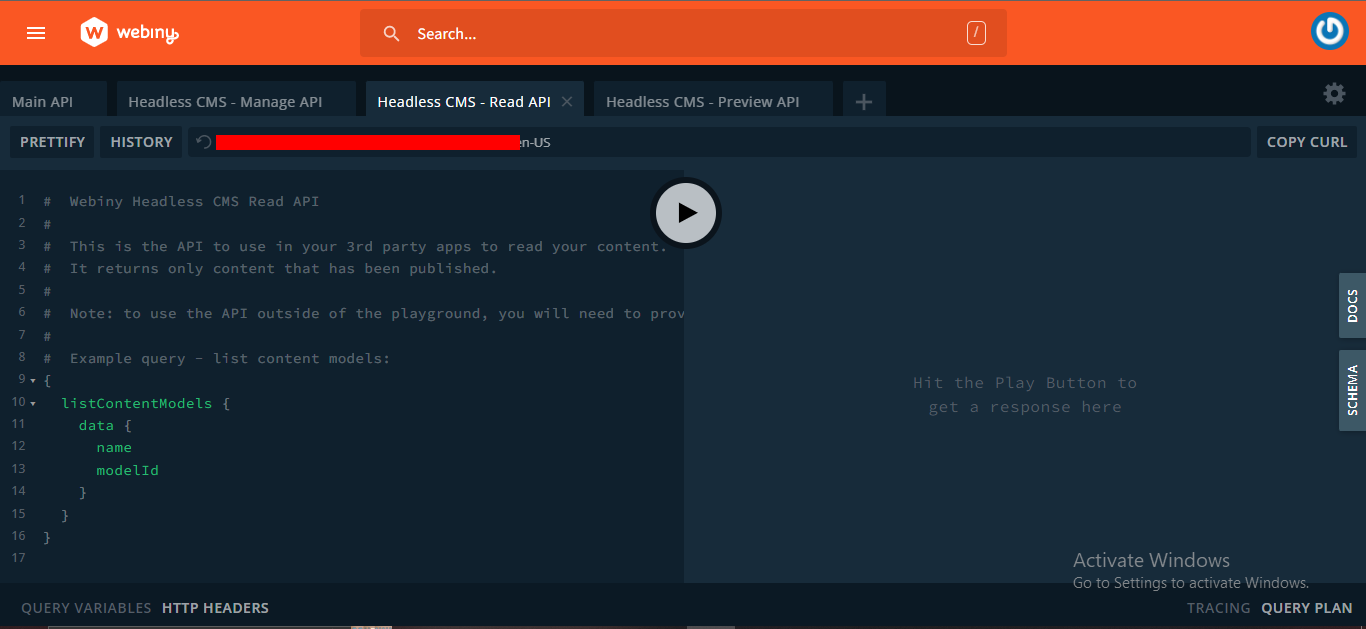 webiny
Search...
/
Main API
Headless CMS - Manage API
Headless CMS - Read API
Headless CMS - Preview API
PRETTIFY
HISTORY
en-US
COPY CURL
1 # Webiny Headless CMS Read API
2 #
3 # This is the API to use in your 3rd party apps to read your content.
4 # It returns only content that has been published.
5 #
6 # Note: to use the API outside of the playground, you will need to prov
7 #
8 # Example query - list content models:
9 {
10 listContentModels {
11 data {
12 name
13 modelId
14 }
15 }
16 }
17
Hit the Play Button to
get a response here
DOCS
SCHEMA
Activate Windows
Go to Settings to activate Windows.
QUERY VARIABLES
HTTP HEADERS
TRACING
QUERY PLAN